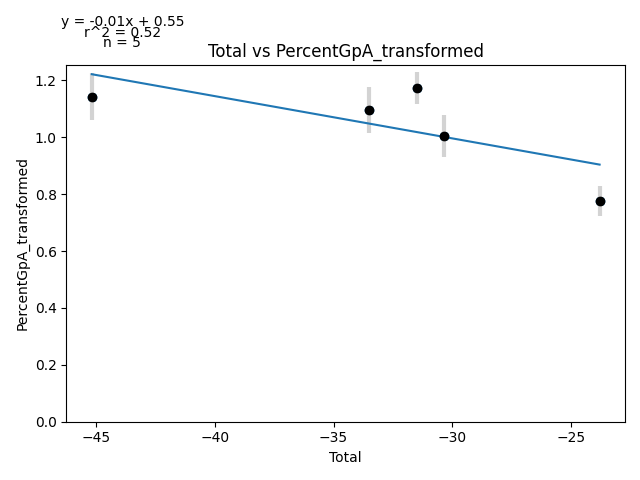 y = -0.01x + 0.55
r^2 = 0.52
n = 5
Total vs PercentGpA_transformed
1.2
1.0
0.8
0.6
0.4
0.2
0.0
PercentGpA_transformed
−45 −40 −35 −30 −25
Total